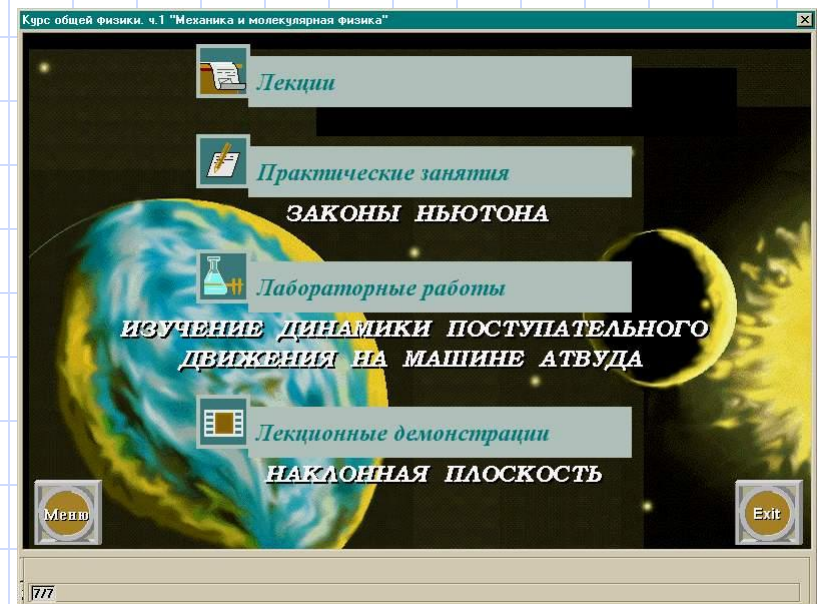 Курс общей физики. ч.1 "Механика и молекулярная физика"
Лекции
Практические занятия
ЗАКОНЫ НЬЮТОНА
Лабораторные работы
ИЗУЧЕНИЕ ДИНАМИКИ ПОСТУПАТЕЛЬНОГО
ДВИЖЕНИЯ НА МАШИНЕ АТВУДА
Лекционные демонстрации
НАКЛОННАЯ ПЛОСКОСТЬ
Меню
Exit
7/7